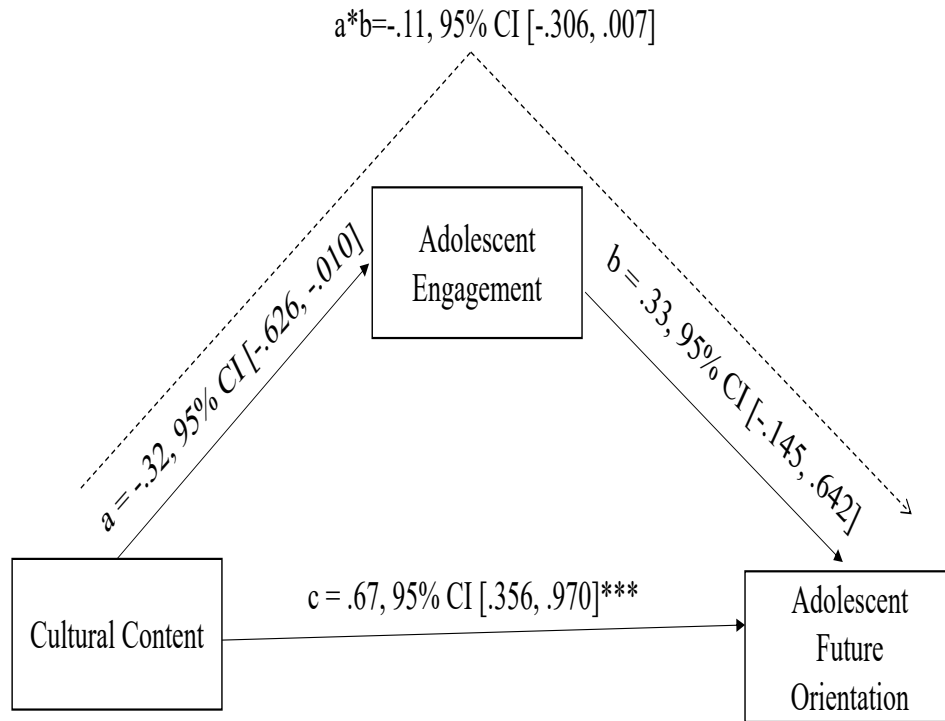 a*b=-.11, 95% CI [-.306, .007]
Adolescent
Engagement
a = -.32, 95% CI [-.626, -.010]
b = .33, 95% CI [-.145, .642]
c = .67, 95% CI [.356, .970]***
Cultural Content
Adolescent
Future
Orientation